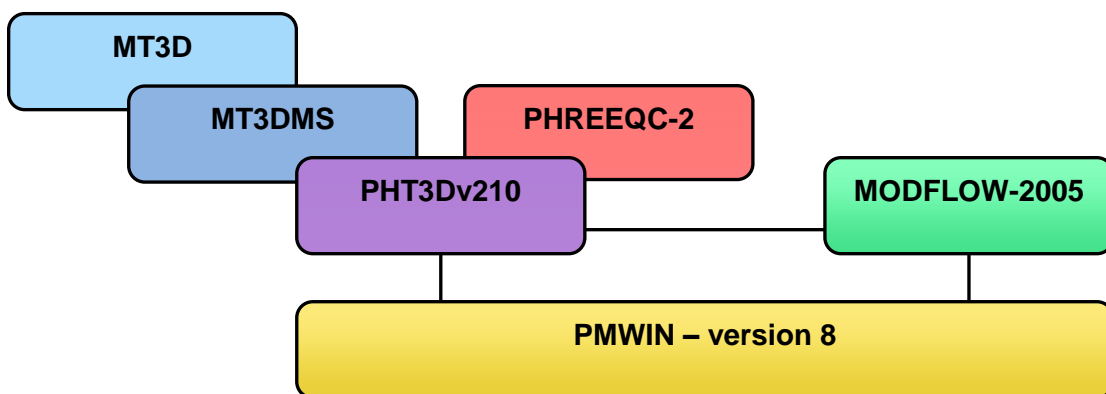 MT3D
MT3DMS
PHREEQC-2
PHT3Dv210
MODFLOW-2005
PMWIN – version 8